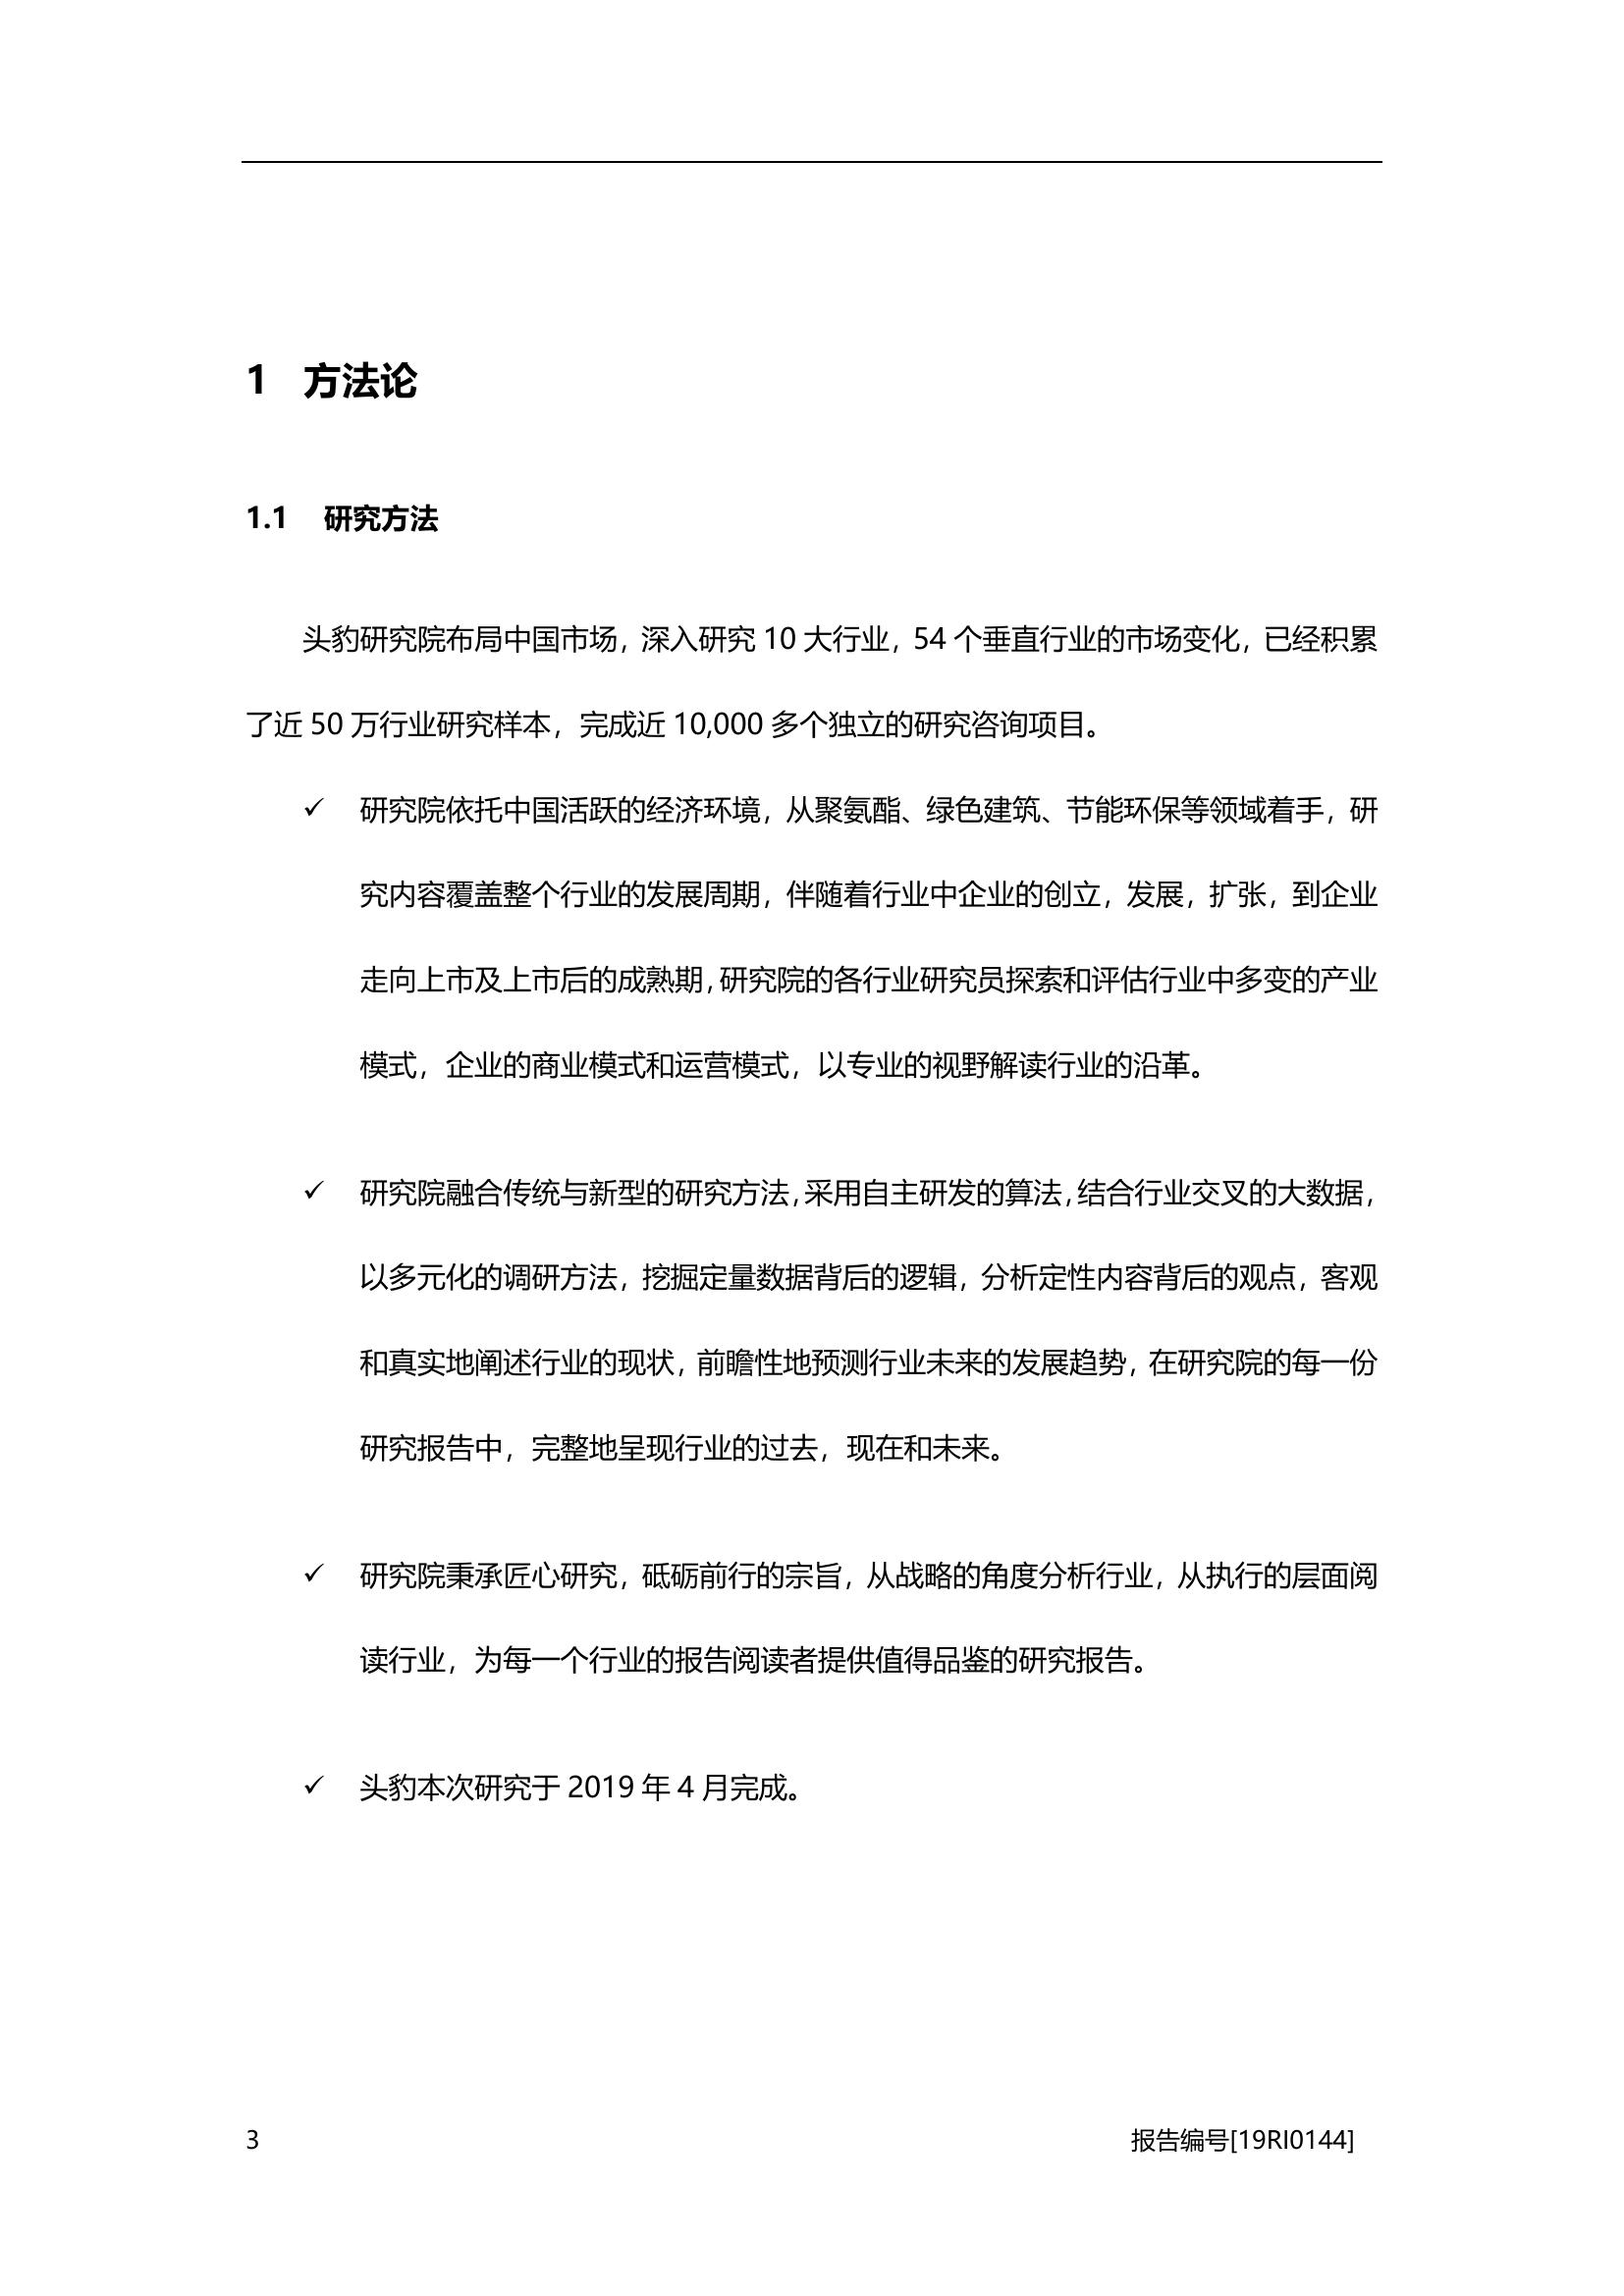 1 方法论
1.1 研究方法
头豹研究院布局中国市场，深入研究 10 大行业，54 个垂直行业的市场变化，已经积累
了近 50 万行业研究样本，完成近 10,000 多个独立的研究咨询项目。
✓ 研究院依托中国活跃的经济环境，从聚氨酯、绿色建筑、节能环保等领域着手，研
究内容覆盖整个行业的发展周期，伴随着行业中企业的创立，发展，扩张，到企业
走向上市及上市后的成熟期，研究院的各行业研究员探索和评估行业中多变的产业
模式，企业的商业模式和运营模式，以专业的视野解读行业的沿革。
✓ 研究院融合传统与新型的研究方法，采用自主研发的算法，结合行业交叉的大数据，
以多元化的调研方法，挖掘定量数据背后的逻辑，分析定性内容背后的观点，客观
和真实地阐述行业的现状，前瞻性地预测行业未来的发展趋势，在研究院的每一份
研究报告中，完整地呈现行业的过去，现在和未来。
✓ 研究院秉承匠心研究，砥砺前行的宗旨，从战略的角度分析行业，从执行的层面阅
读行业，为每一个行业的报告阅读者提供值得品鉴的研究报告。
✓ 头豹本次研究于 2019 年 4 月完成。
3 报告编号[19RI0144]